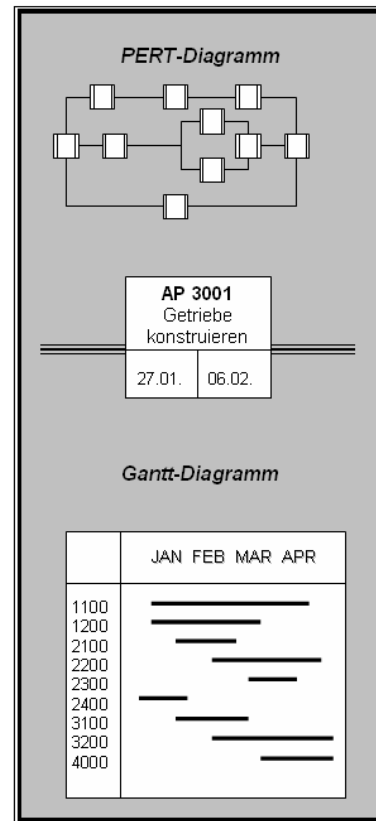 PERT-Diagramm
AP 3001
Getriebe
konstruieren
27.01. 06.02.
Gantt-Diagramm
JAN FEB MAR APR
1100
1200
2100
2200
2300
2400
3100
3200
4000